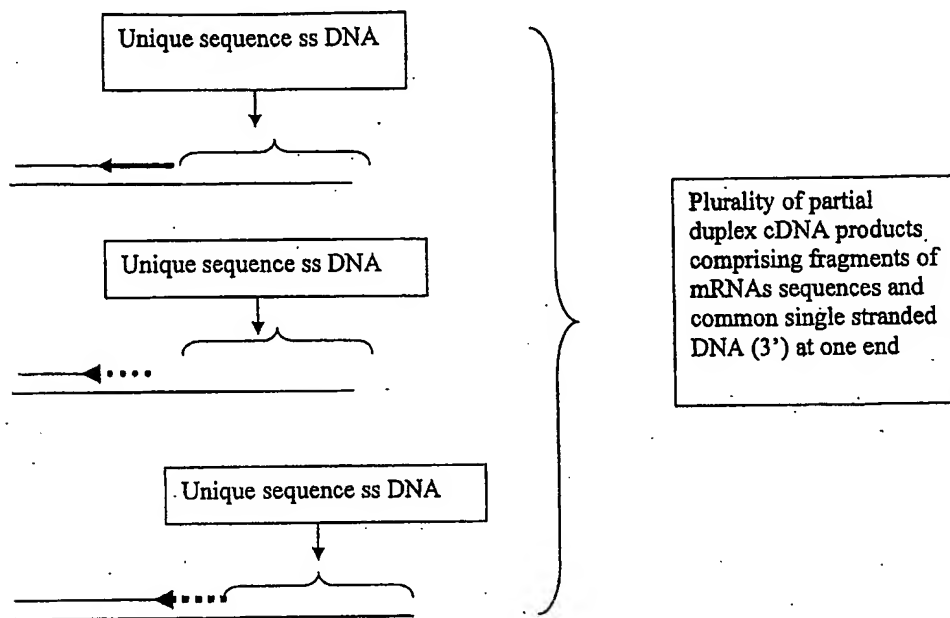 Unique sequence ss DNA
Unique sequence ss DNA
Unique sequence ss DNA
Plurality of partial
duplex cDNA products
comprising fragments of
mRNAs sequences and
common single stranded
DNA (3') at one end